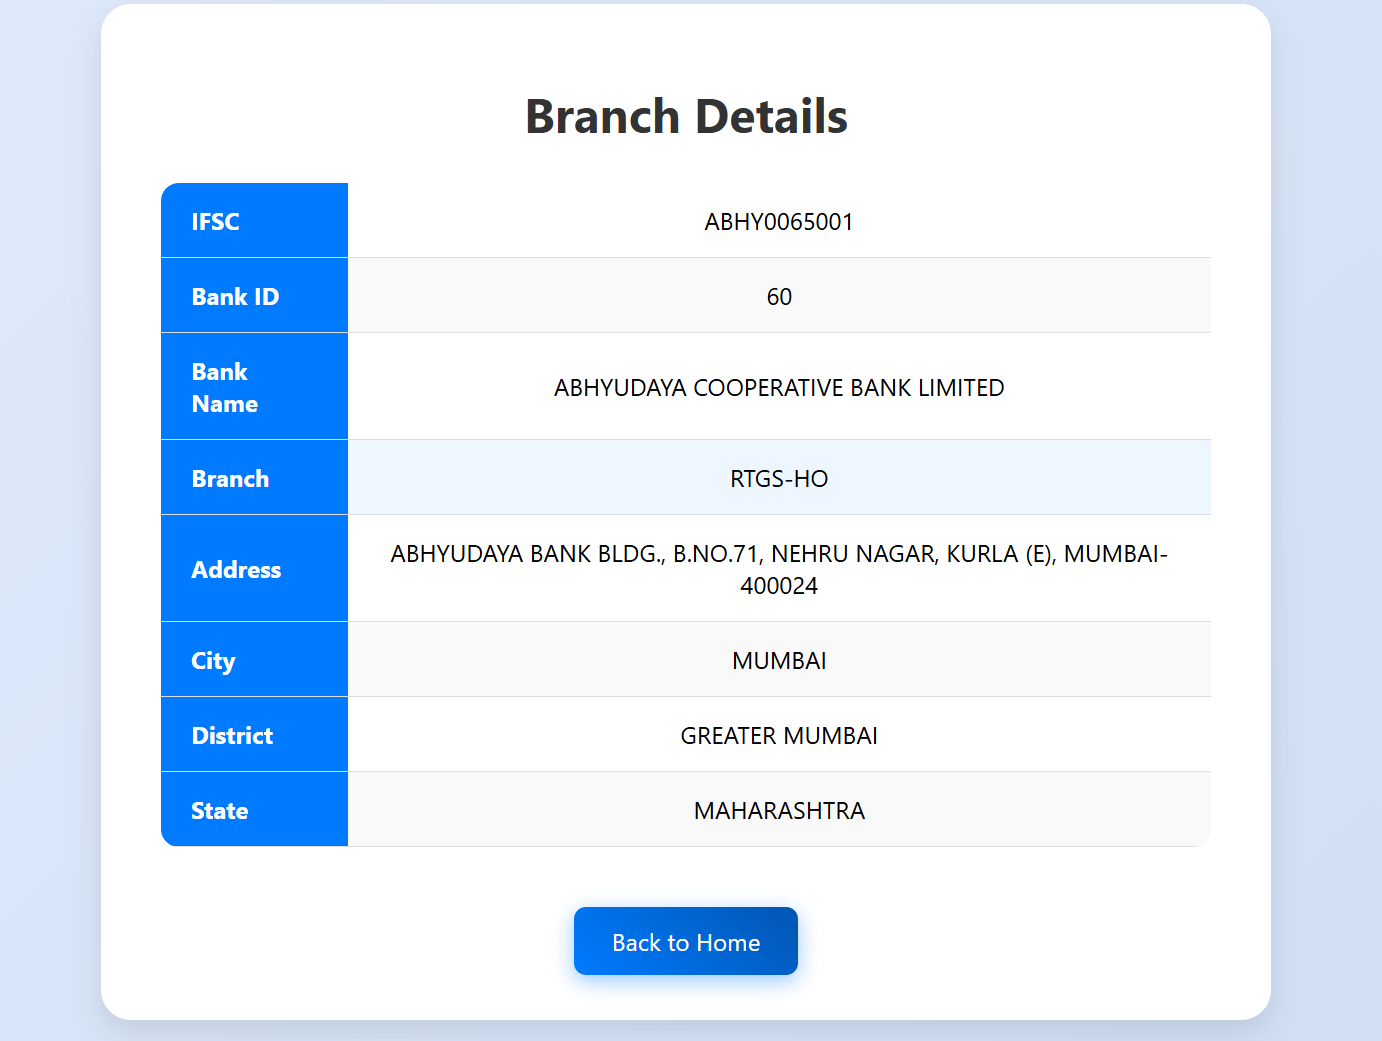 Branch Details
IFSC ABHY0065001
Bank ID 60
Bank
Name
ABHYUDAYA COOPERATIVE BANK LIMITED
Branch RTGS-HO
Address
ABHYUDAYA BANK BLDG., B.NO.71, NEHRU NAGAR, KURLA (E), MUMBAI-
400024
City MUMBAI
District GREATER MUMBAI
State MAHARASHTRA
Back to Home